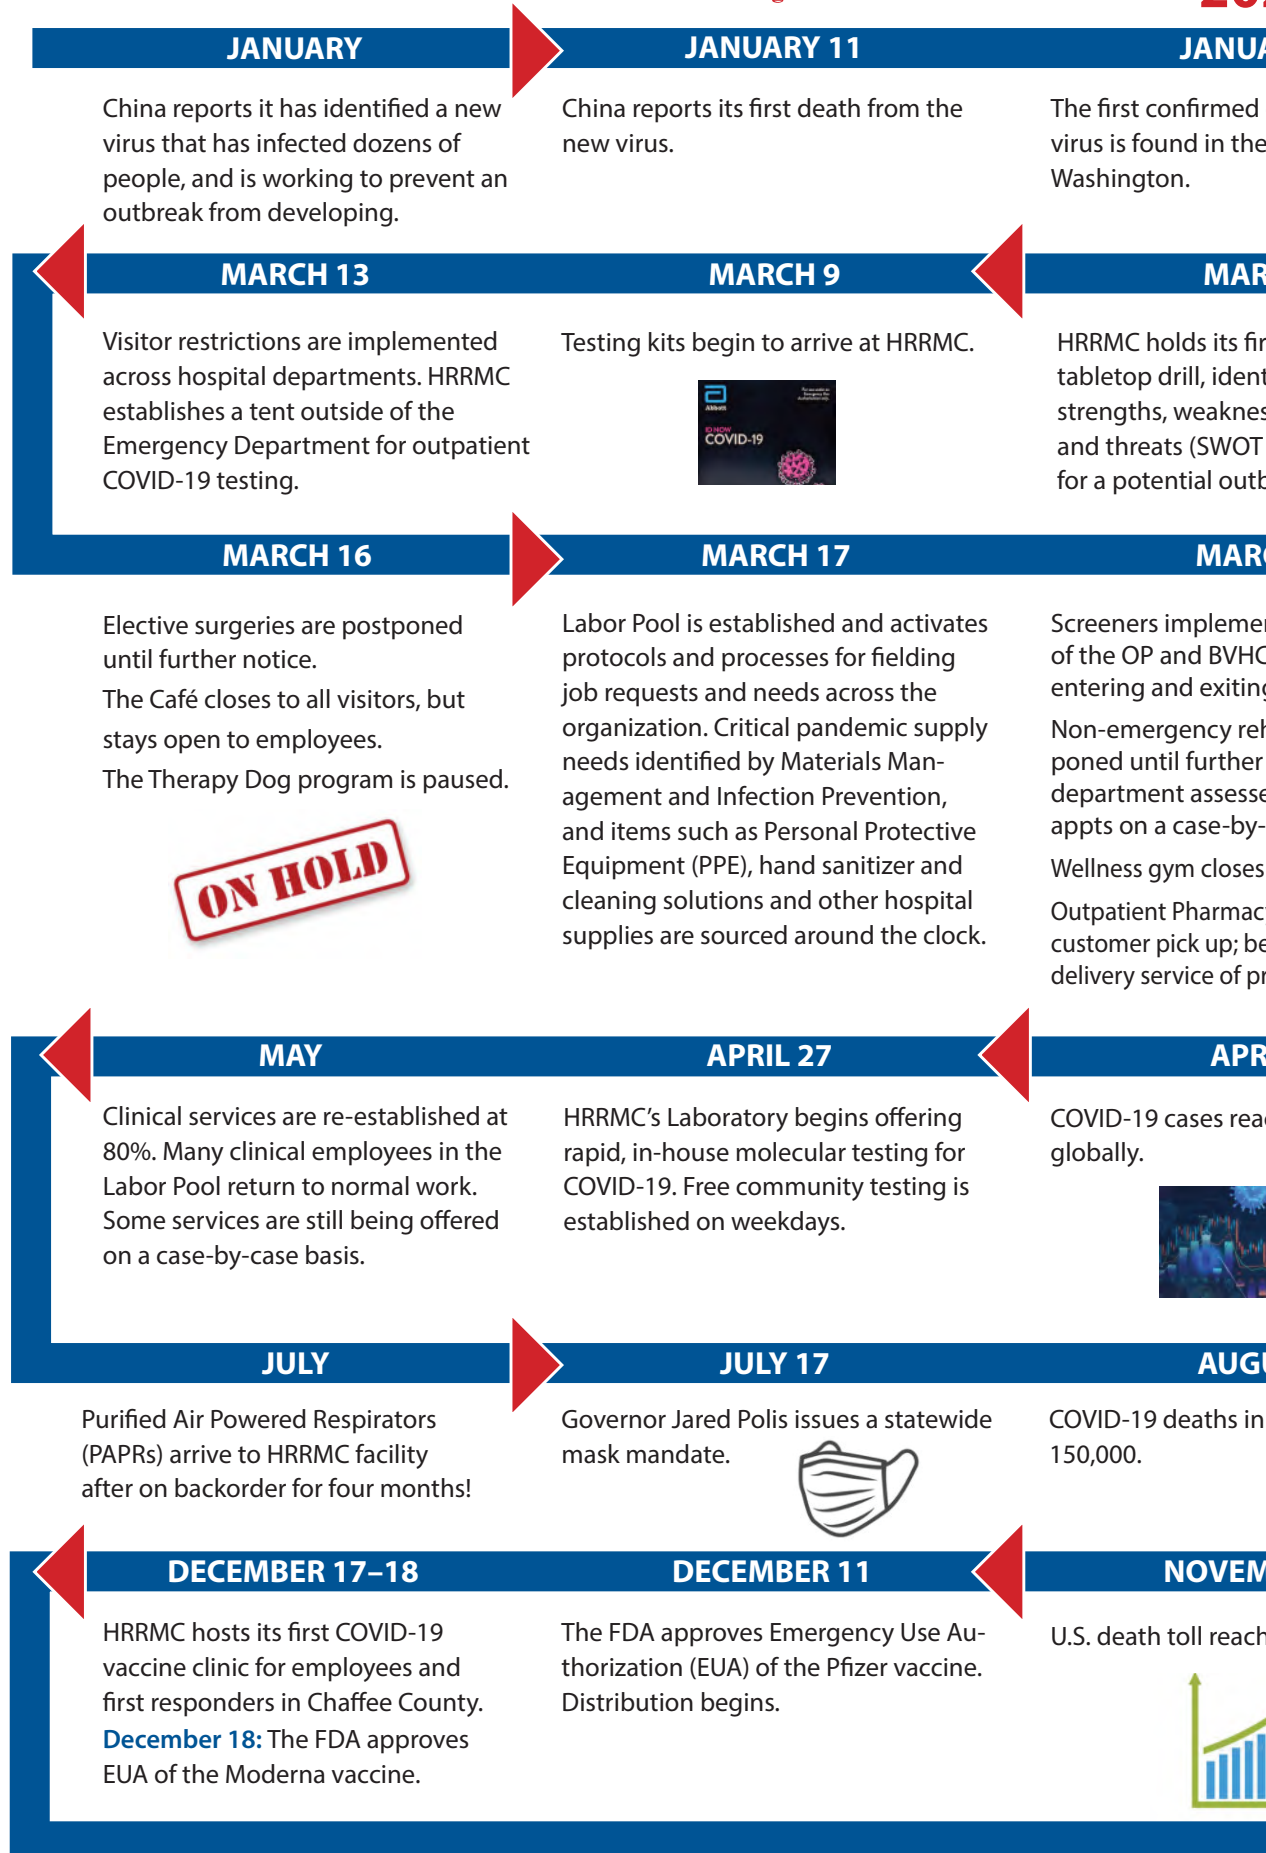 JANUARY
China reports it has identified a new
virus that has infected dozens of
people, and is working to prevent an
outbreak from developing.
JANUARY 11
China reports its first death from the
new virus.
The first confirmed
virus is found in the
Washington.
MARCH 13
Visitor restrictions are implemented
across hospital departments. HRRMC
establishes a tent outside of the
Emergency Department for outpatient
COVID-19 testing.
MARCH 9
Testing kits begin to arrive at HRRMC.
Abbott
ID NOW
COVID-19
HRRMC holds its
tabletop drill,
strengths,
and threats (SWOT
for a potential
MARCH 16
Elective surgeries are postponed
until further notice.
The Café closes to all visitors, but
stays open to employees.
The Therapy Dog program is paused.
ON HOLD
MARCH 17
Labor Pool is established and activates
protocols and processes for fielding
job requests and needs across the
organization. Critical pandemic supply
needs identified by Materials Man-
agement and Infection Prevention,
and items such as Personal Protective
Equipment (PPE), hand sanitizer and
cleaning solutions and other hospital
supplies are sourced around the clock.
Screeners
of the OP and
entering and
Non-emergency
poned until further
department
appts on a case-by-
Wellness gym closes
Outpatient
customer pick up;
delivery service of
MAY
Clinical services are re-established at
80%. Many clinical employees in the
Labor Pool return to normal work.
Some services are still being offered
on a case-by-case basis.
APRIL 27
HRRMC's Laboratory begins offering
rapid, in-house molecular testing for
COVID-19. Free community testing is
established on weekdays.
COVID-19 cases
globally.
JULY
Purified Air Powered Respirators
(PAPRs) arrive to HRRMC facility
after on backorder for four months!
JULY 17
Governor Jared Polis issues a statewide
mask mandate.
COVID-19 deaths in
150,000.
DECEMBER 17–18
HRRMC hosts its first COVID-19
vaccine clinic for employees and
first responders in Chaffee County.
December 18: The FDA approves
EUA of the Moderna vaccine.
DECEMBER 11
The FDA approves Emergency Use Au-
thorization (EUA) of the Pfizer vaccine.
Distribution begins.
U.S. death toll